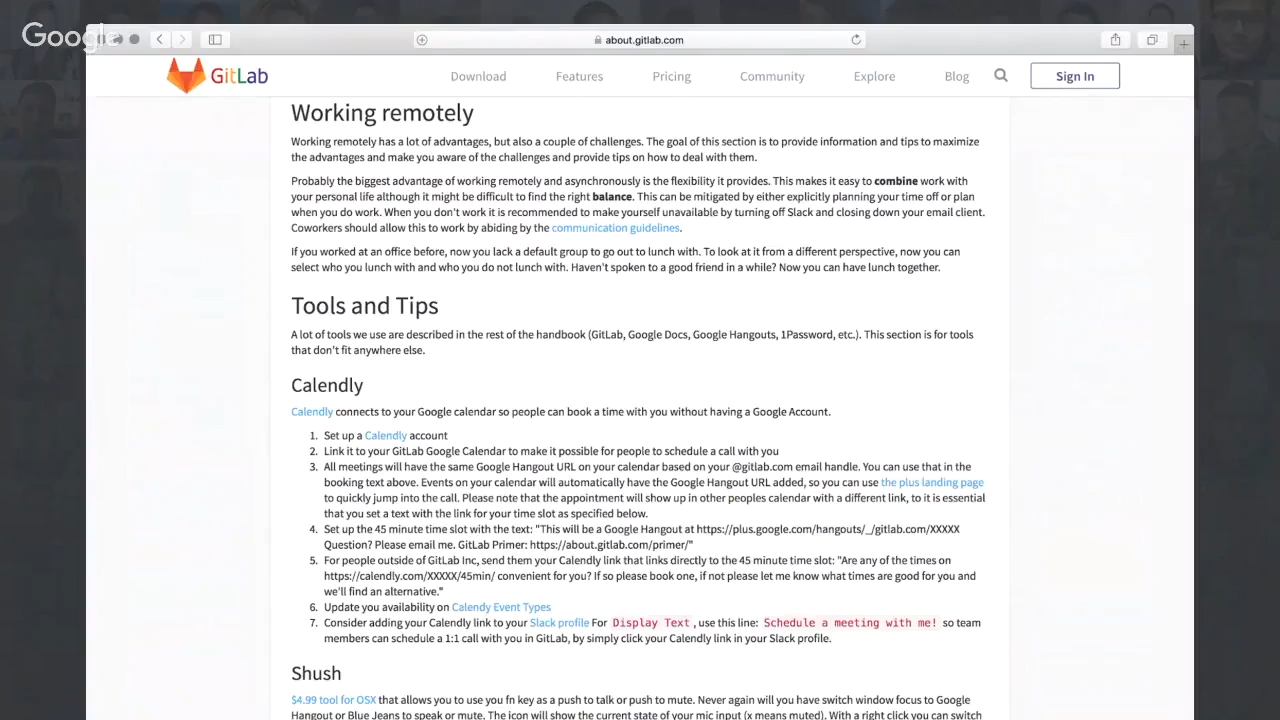 Google
about.gitlab.com
GitLab
Download Features Pricing Community Explore Blog Sign In
Working remotely
Working remotely has a lot of advantages, but also a couple of challenges. The goal of this section is to provide information and tips to maximize
the advantages and make you aware of the challenges and provide tips on how to deal with them.
Probably the biggest advantage of working remotely and asynchronously is the flexibility it provides. This makes it easy to combine work with
your personal life although it might be difficult to find the right balance. This can be mitigated by either explicitly planning your time off or plan
when you do work. When you don't work it is recommended to make yourself unavailable by turning off Slack and closing down your email client.
Coworkers should allow this to work by abiding by the communication guidelines.
If you worked at an office before, now you lack a default group to go out to lunch with. To look at it from a different perspective, now you can
select who you lunch with and who you do not lunch with. Haven't spoken to a good friend in a while? Now you can have lunch together.
Tools and Tips
A lot of tools we use are described in the rest of the handbook (GitLab, Google Docs, Google Hangouts, 1Password, etc.). This section is for tools
that don't fit anywhere else.
Calendly
Calendly connects to your Google calendar so people can book a time with you without having a Google Account.
1. Set up a Calendly account
2. Link it to your GitLab Google Calendar to make it possible for people to schedule a call with you
3. All meetings will have the same Google Hangout URL on your calendar based on your @gitlab.com email handle. You can use that in the
booking text above. Events on your calendar will automatically have the Google Hangout URL added, so you can use the plus landing page
to quickly jump into the call. Please note that the appointment will show up in other peoples calendar with a different link, to it is essential
that you set a text with the link for your time slot as specified below.
4. Set up the 45 minute time slot with the text: "This will be a Google Hangout at https://plus.google.com/hangouts/_/gitlab.com/XXXXX
Question? Please email me. GitLab Primer: https://about.gitlab.com/primer/"
5. For people outside of GitLab Inc, send them your Calendly link that links directly to the 45 minute time slot: "Are any of the times on
https://calendly.com/XXXXX/45min/ convenient for you? If so please book one, if not please let me know what times are good for you and
we'll find an alternative."
6. Update you availability on Calendy Event Types
7. Consider adding your Calendly link to your Slack profile For Display Text, use this line: Schedule a meeting with me! so team
members can schedule a 1:1 call with you in GitLab, by simply click your Calendly link in your Slack profile.
Shush
$4.99 tool for OSX that allows you to use you fn key as a push to talk or push to mute. Never again will you have switch window focus to Google
Hangout or Blue Jeans to speak or mute. The icon will show the current state of your mic input (x means muted). With a right click you can switch